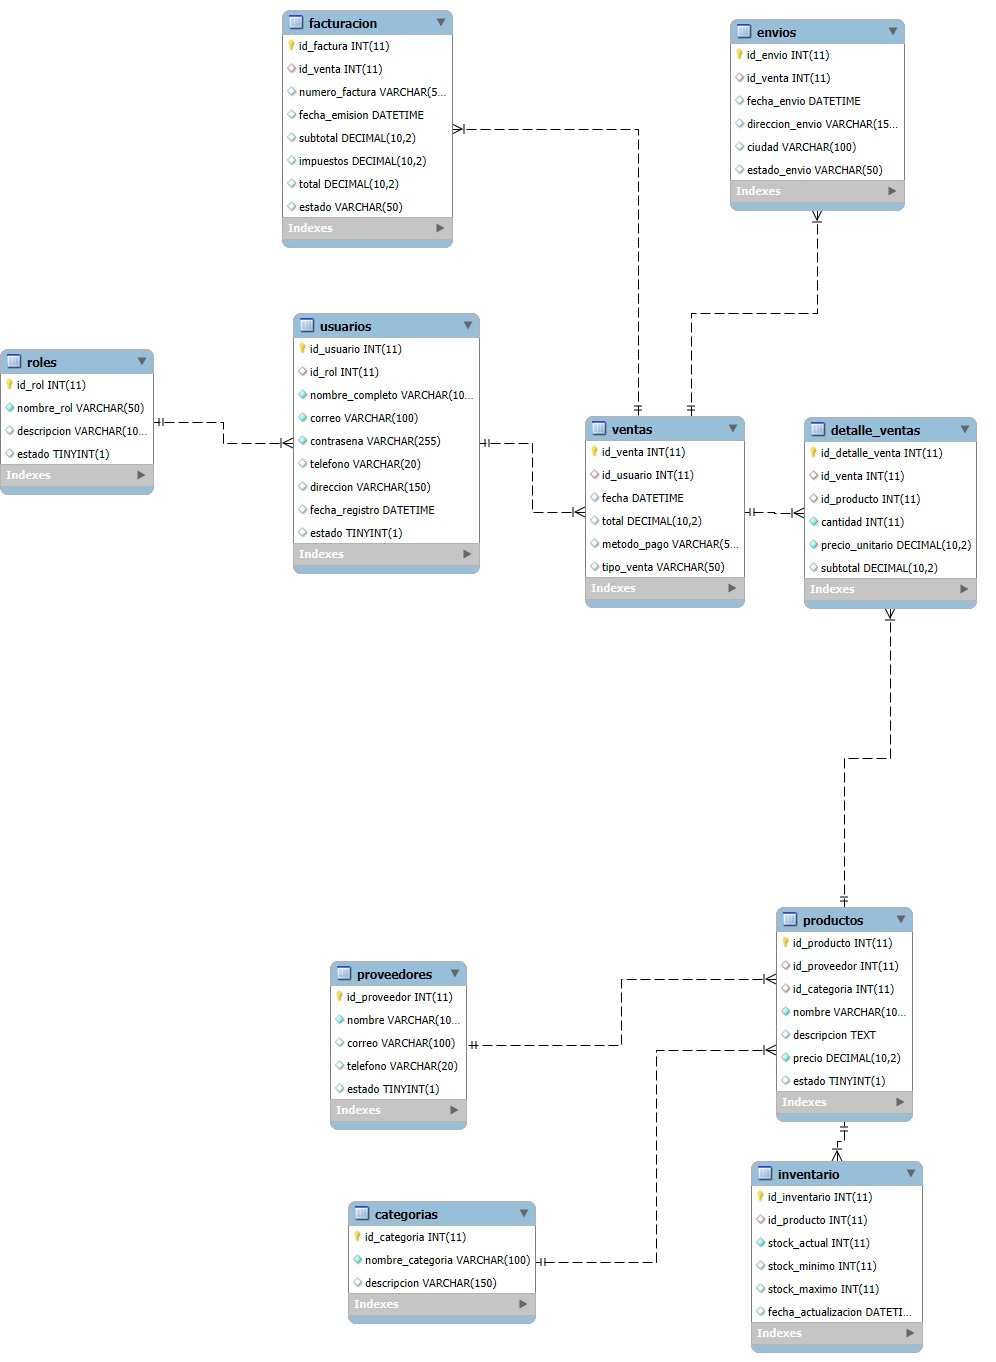 facturacion
id_factura INT(11)
id_venta INT(11)
numero_factura VARCHAR(5...
fecha_emision DATETIME
subtotal DECIMAL(10,2)
impuestos DECIMAL(10,2)
total DECIMAL(10,2)
estado VARCHAR(50)
Indexes
envios
id_envio INT(11)
id_venta INT(11)
fecha_envio DATETIME
direccion_envio VARCHAR(15...
ciudad VARCHAR(100)
estado_envio VARCHAR(50)
Indexes
roles
id_rol INT(11)
nombre_rol VARCHAR(50)
descripcion VARCHAR(10...
estado TINYINT(1)
Indexes
usuarios
id_usuario INT(11)
id_rol INT(11)
nombre_completo VARCHAR(10...
correo VARCHAR(100)
contrasena VARCHAR(255)
telefono VARCHAR(20)
direccion VARCHAR(150)
fecha_registro DATETIME
estado TINYINT(1)
Indexes
ventas
id_venta INT(11)
id_usuario INT(11)
fecha DATETIME
total DECIMAL(10,2)
metodo_pago VARCHAR(5...
tipo_venta VARCHAR(50)
Indexes
detalle_ventas
id_detalle_venta INT(11)
id_venta INT(11)
id_producto INT(11)
cantidad INT(11)
precio_unitario DECIMAL(10,2)
subtotal DECIMAL(10,2)
Indexes
productos
id_producto INT(11)
id_proveedor INT(11)
id_categoria INT(11)
nombre VARCHAR(10...
descripcion TEXT
precio DECIMAL(10,2)
estado TINYINT(1)
Indexes
proveedores
id_proveedor INT(11)
nombre VARCHAR(10...
correo VARCHAR(100)
telefono VARCHAR(20)
estado TINYINT(1)
Indexes
categorias
id_categoria INT(11)
nombre_categoria VARCHAR(100)
descripcion VARCHAR(150)
Indexes
inventario
id_inventario INT(11)
id_producto INT(11)
stock_actual INT(11)
stock_minimo INT(11)
stock_maximo INT(11)
fecha_actualizacion DATETI...
Indexes